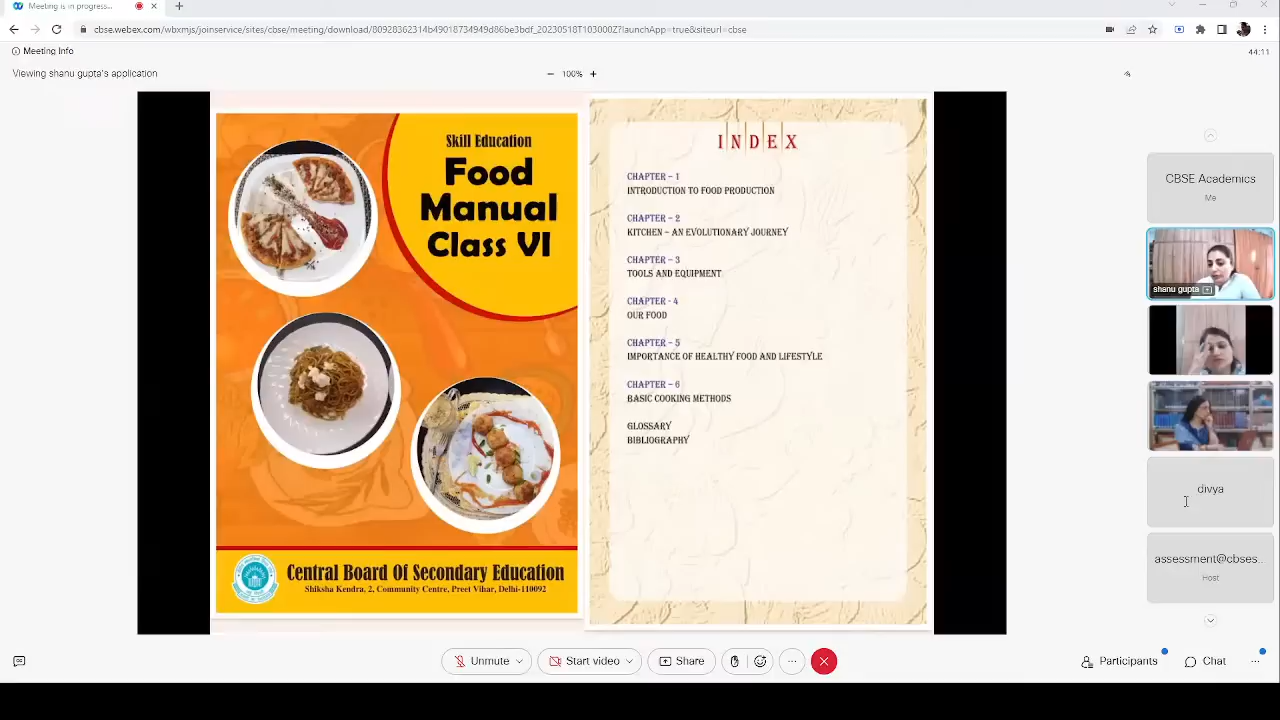 Meeting is in progress...
cbse.webex.com/wbxmjs/joinservice/sites/cbse/meeting/download/80928362314b49018734949d86be3bdf_20230518T103000Z?launchApp=true&siteurl=cbse
Meeting Info
44:11
Viewing shanu gupta's application
100%
Skill Education
Food
Manual
Class VI
Central Board Of Secondary Education
Shiksha Kendra, 2, Community Centre, Preet Vihar, Delhi-110092
INDEX
CHAPTER – 1
INTRODUCTION TO FOOD PRODUCTION
CHAPTER – 2
KITCHEN – AN EVOLUTIONARY JOURNEY
CHAPTER – 3
TOOLS AND EQUIPMENT
CHAPTER - 4
OUR FOOD
CHAPTER – 5
IMPORTANCE OF HEALTHY FOOD AND LIFESTYLE
CHAPTER – 6
BASIC COOKING METHODS
GLOSSARY
BIBLIOGRAPHY
CBSE Academics
Me
shanu gupta
divya
assessment@cbses...
Host
Unmute
Start video
Share
Participants
Chat